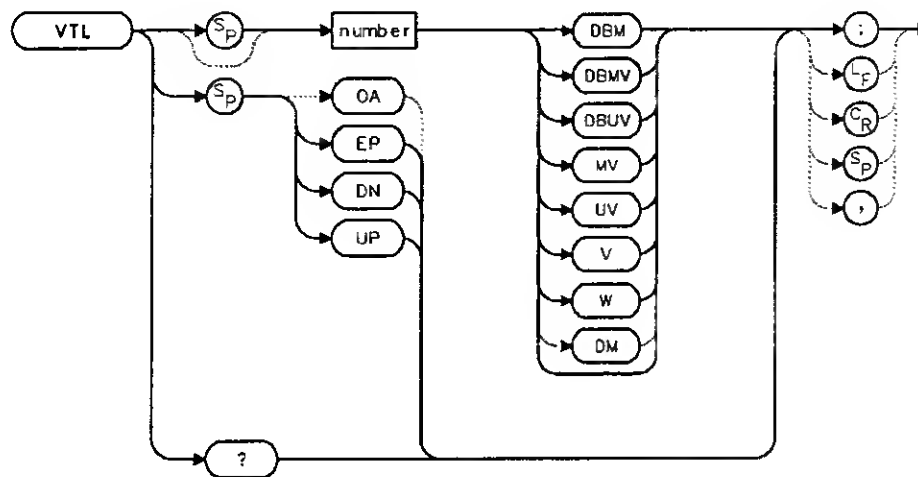 VTL
SP
number
DBM
DBMV
DBUV
MV
UV
V
W
DM
SP
OA
EP
DN
UP
?
;
LF
CR
SP
,